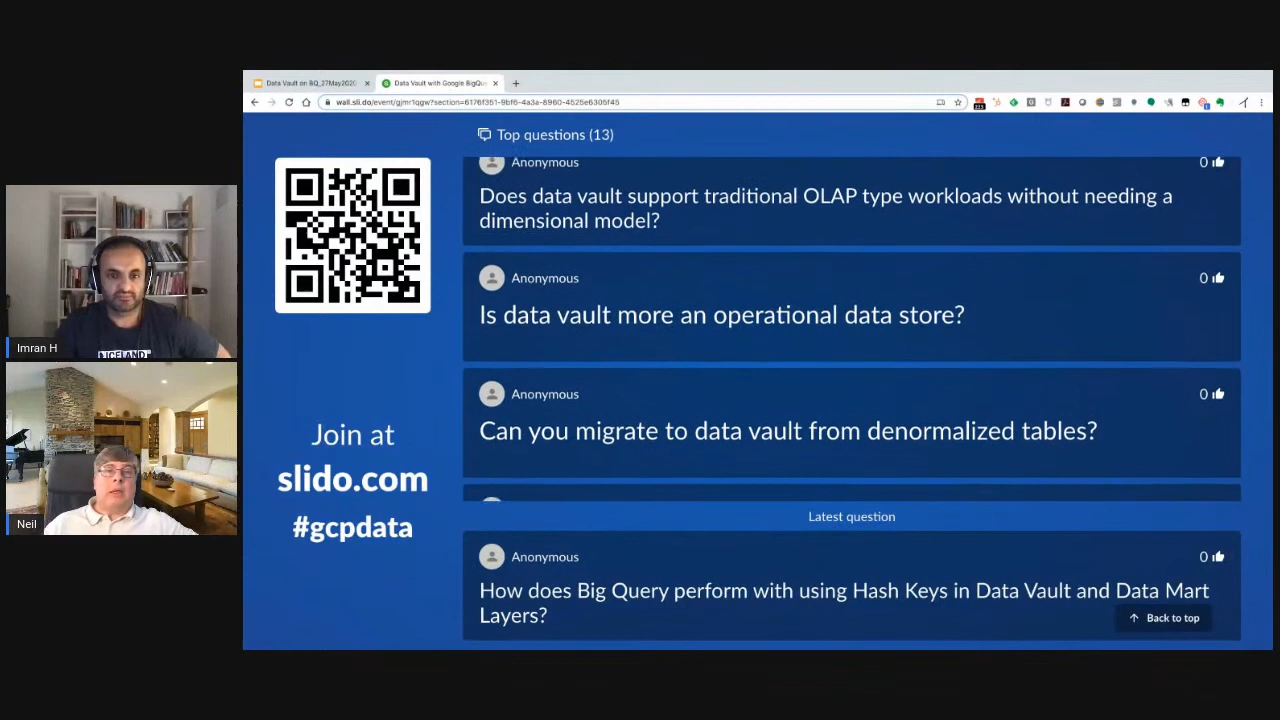 Data Vault on BQ_27May2020
Data Vault with Google BigQu
wall.sli.do/event/gjmr1qgw?section=6176f351-9bf6-4a3a-8960-4525e6305f45
Top questions (13)
Anonymous
0
Does data vault support traditional OLAP type workloads without needing a
dimensional model?
Anonymous
0
Is data vault more an operational data store?
Anonymous
0
Can you migrate to data vault from denormalized tables?
Latest question
Anonymous
0
How does Big Query perform with using Hash Keys in Data Vault and Data Mart
Layers?
Back to top
Join at
slido.com
#gcpdata
ICELAND
Imran H
Neil